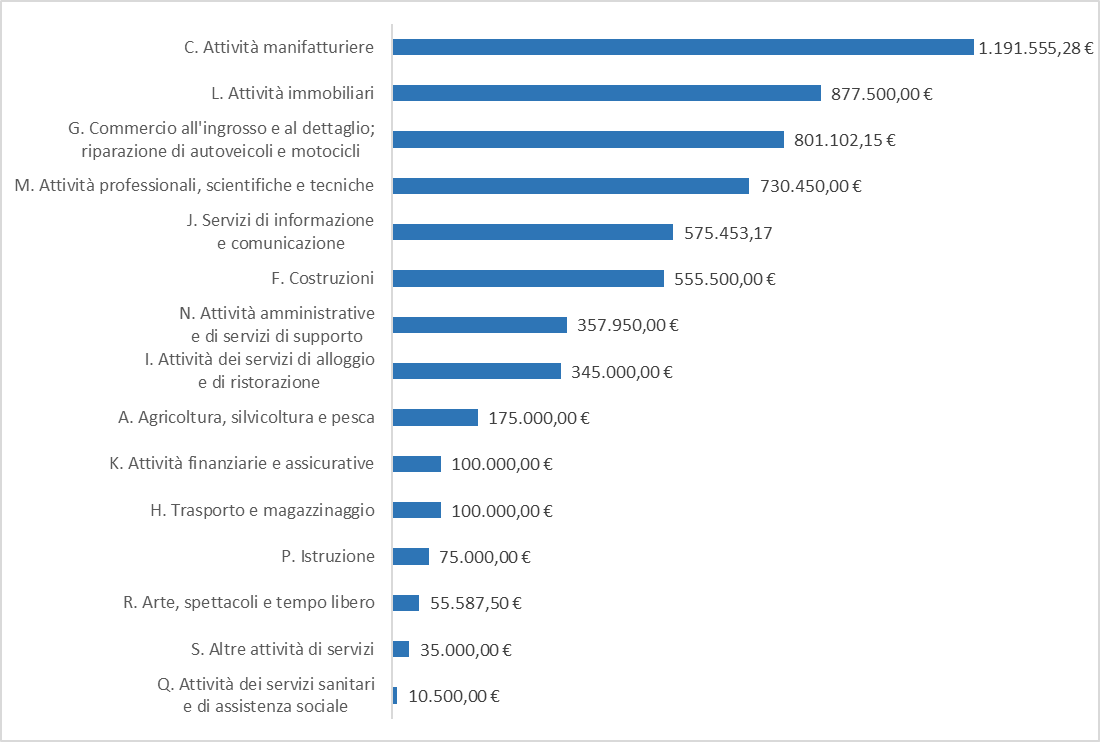 C. Attività manifatturiere
1.191.555,28 €
L. Attività immobiliari
877.500,00 €
G. Commercio all'ingrosso e al dettaglio;
riparazione di autoveicoli e motocicli
801.102,15 €
M. Attività professionali, scientifiche e tecniche
730.450,00 €
J. Servizi di informazione
e comunicazione
575.453,17
F. Costruzioni
555.500,00 €
N. Attività amministrative
e di servizi di supporto
357.950,00 €
I. Attività dei servizi di alloggio
e di ristorazione
345.000,00 €
A. Agricoltura, silvicoltura e pesca
175.000,00 €
K. Attività finanziarie e assicurative
100.000,00 €
H. Trasporto e magazzinaggio
100.000,00 €
P. Istruzione
75.000,00 €
R. Arte, spettacoli e tempo libero
55.587,50 €
S. Altre attività di servizi
35.000,00 €
Q. Attività dei servizi sanitari
e di assistenza sociale
10.500,00 €